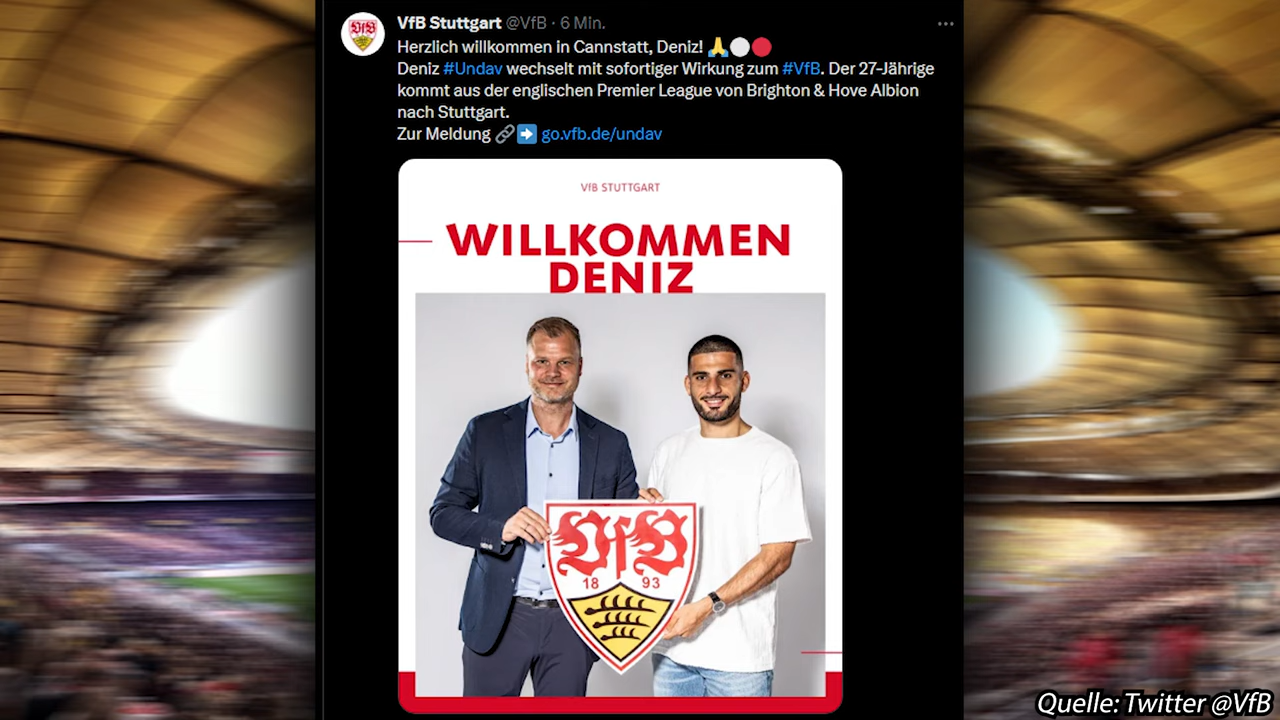 VfB Stuttgart @VfB · 6 Min.
Herzlich willkommen in Cannstatt, Deniz! 🙏⚪🔴
Deniz #Undav wechselt mit sofortiger Wirkung zum #VfB. Der 27-Jährige
kommt aus der englischen Premier League von Brighton & Hove Albion
nach Stuttgart.
Zur Meldung 🔗➡️ go.vfb.de/undav
VfB STUTTGART
WILLKOMMEN
DENIZ
VfB
18 93
Quelle: Twitter @VfB